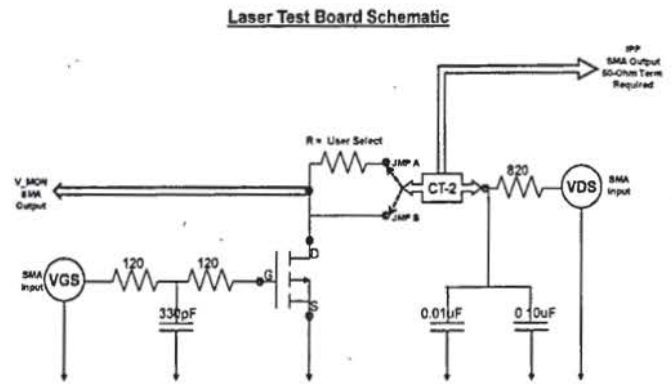 Laser Test Board Schematic
IPP
SMA Output
50-Ohm Term
Required
R = User Select
JMP A
V_MON
SMA
Output
CT-2
820
VDS
SMA
Input
JMP B
D
SMA
Input
VGS
120
120
G
S
330pF
0.01uF
0 10uF